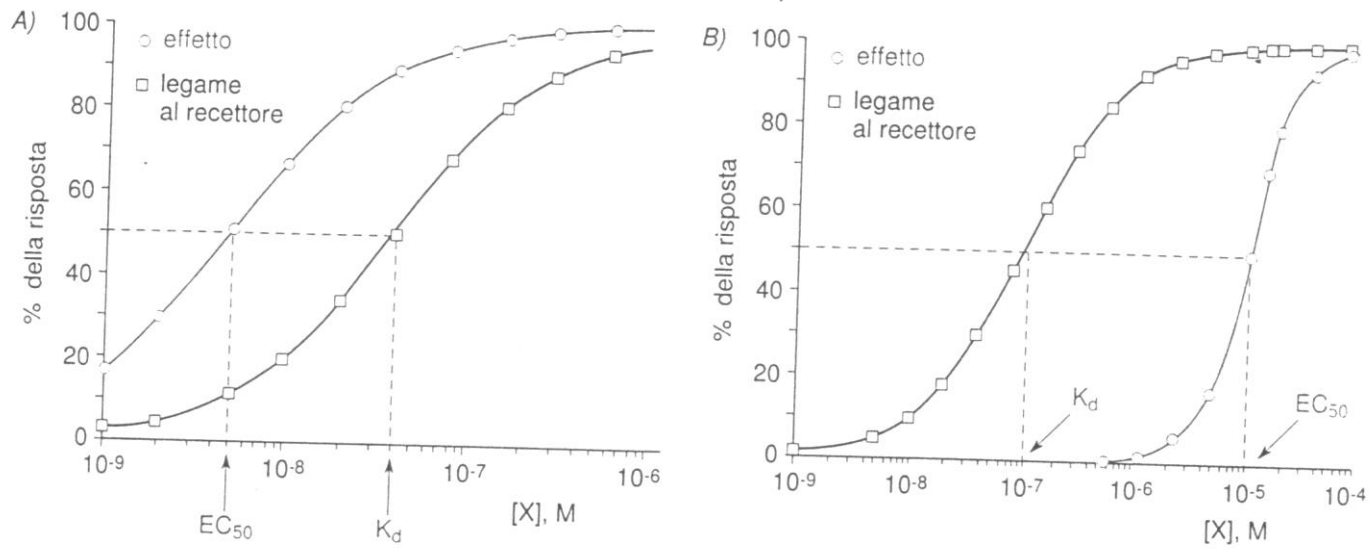 A)
100
80
60
40
20
0
% della risposta
effetto
legame
al recettore
10-9
10-8
10-7
10-6
EC50
Kd
[X], M
B)
100
80
60
40
20
0
% della risposta
effetto
legame
al recettore
Kd
EC50
10-9
10-8
10-7
10-6
10-5
10-4
[X], M